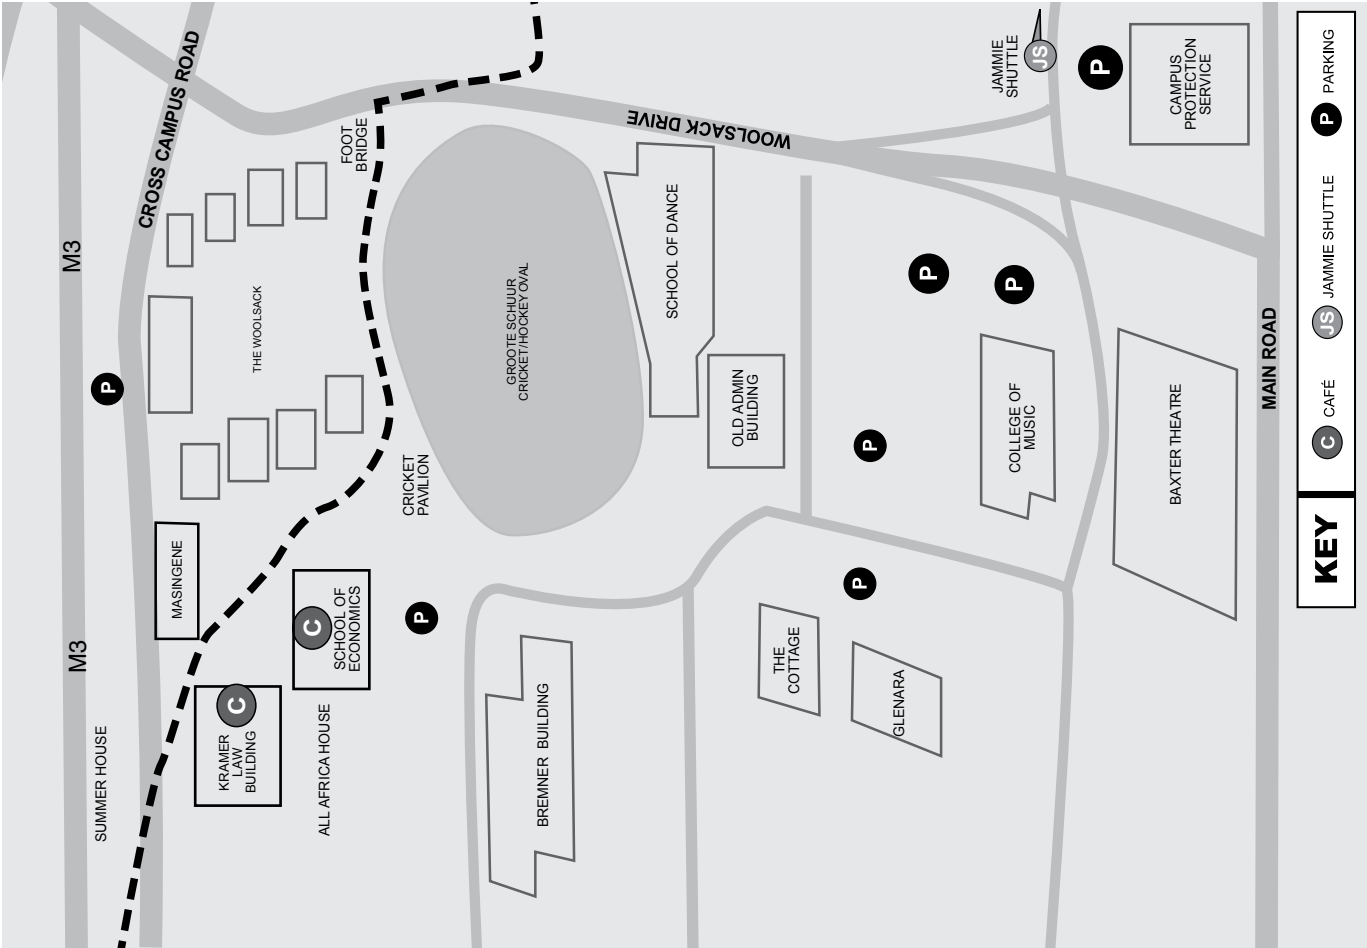 M3
M3
CROSS CAMPUS ROAD
WOOLSACK DRIVE
MAIN ROAD
FOOT
BRIDGE
JAMMIE
SHUTTLE
JS
P
CAMPUS
PROTECTION
SERVICE
THE WOOLSACK
P
GROOTE SCHUUR
CRICKET/HOCKEY OVAL
SCHOOL OF DANCE
P
P
OLD ADMIN
BUILDING
P
COLLEGE OF
MUSIC
BAXTER THEATRE
CRICKET
PAVILION
MASINGENE
C
SCHOOL OF
ECONOMICS
P
P
THE
COTTAGE
GLENARA
SUMMER HOUSE
C
KRAMER
LAW
BUILDING
ALL AFRICA HOUSE
BREMNER BUILDING
KEY
C CAFÉ
JS JAMMIE SHUTTLE
P PARKING